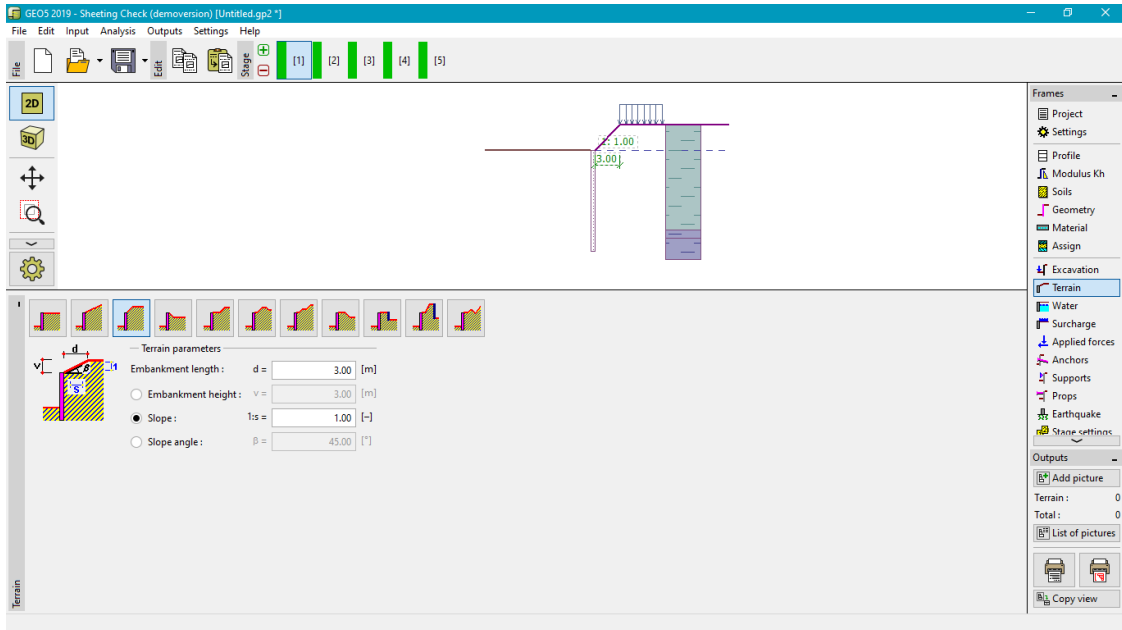 GEO5 2019 - Sheeting Check (demoversion) [Untitled.gp2 *]
File Edit Input Analysis Outputs Settings Help
File
Edit
Stage
[1] [2] [3] [4] [5]
2D
3D
1: 1.00
3.00
Frames
Project
Settings
Profile
Modulus Kh
Soils
Geometry
Material
Assign
Excavation
Terrain
Water
Surcharge
Applied forces
Anchors
Supports
Props
Earthquake
Stage settings
Outputs
Add picture
Terrain : 0
Total : 0
List of pictures
Copy view
Terrain parameters
Embankment length : d = 3.00 [m]
Embankment height : v = 3.00 [m]
Slope : 1:s = 1.00 [–]
Slope angle : β = 45.00 [°]
d
v
β
1
s
Terrain